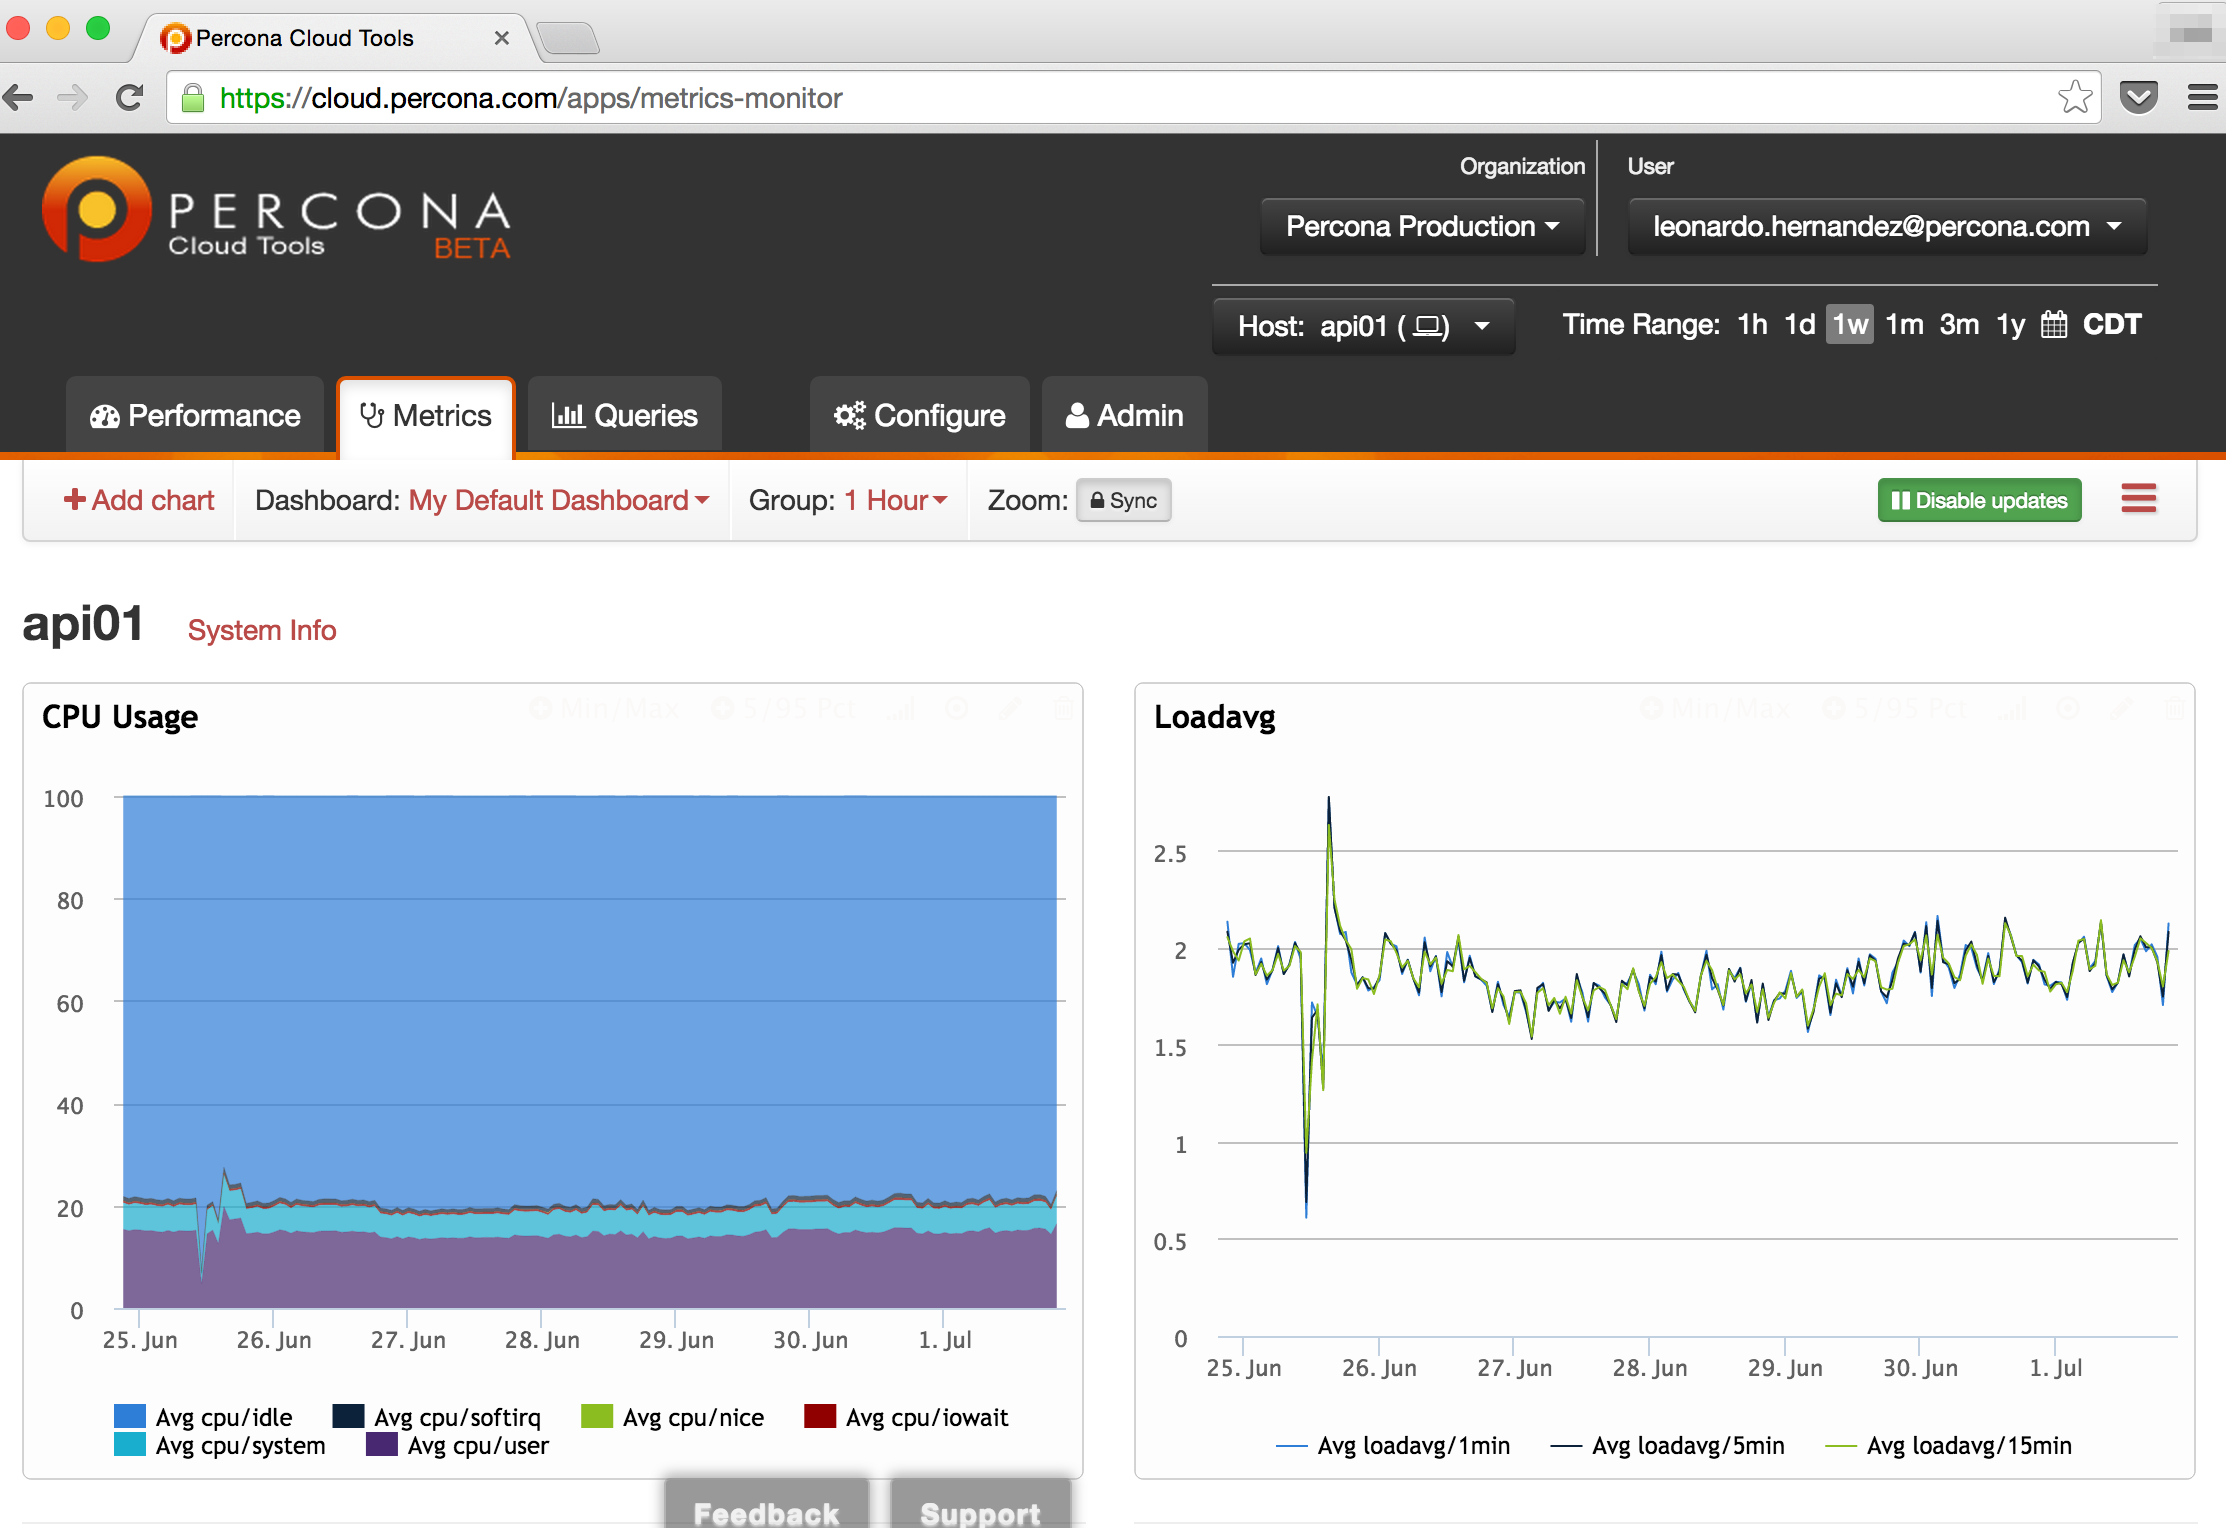 Percona Cloud Tools
https://cloud.percona.com/apps/metrics-monitor
PERCONA
Cloud Tools
BETA
Organization
User
Percona Production
leonardo.hernandez@percona.com
Host: api01 ( )
Time Range: 1h 1d 1w 1m 3m 1y CDT
Performance
Metrics
Queries
Configure
Admin
Add chart
Dashboard: My Default Dashboard
Group: 1 Hour
Zoom: Sync
Disable updates
api01
System Info
CPU Usage
Min/Max
5/95 Pct
100
80
60
40
20
0
25. Jun
26. Jun
27. Jun
28. Jun
29. Jun
30. Jun
1. Jul
Avg cpu/idle
Avg cpu/softirq
Avg cpu/nice
Avg cpu/iowait
Avg cpu/system
Avg cpu/user
Loadavg
Min/Max
5/95 Pct
2.5
2
1.5
1
0.5
0
25. Jun
26. Jun
27. Jun
28. Jun
29. Jun
30. Jun
1. Jul
Avg loadavg/1min
Avg loadavg/5min
Avg loadavg/15min
Feedback
Support